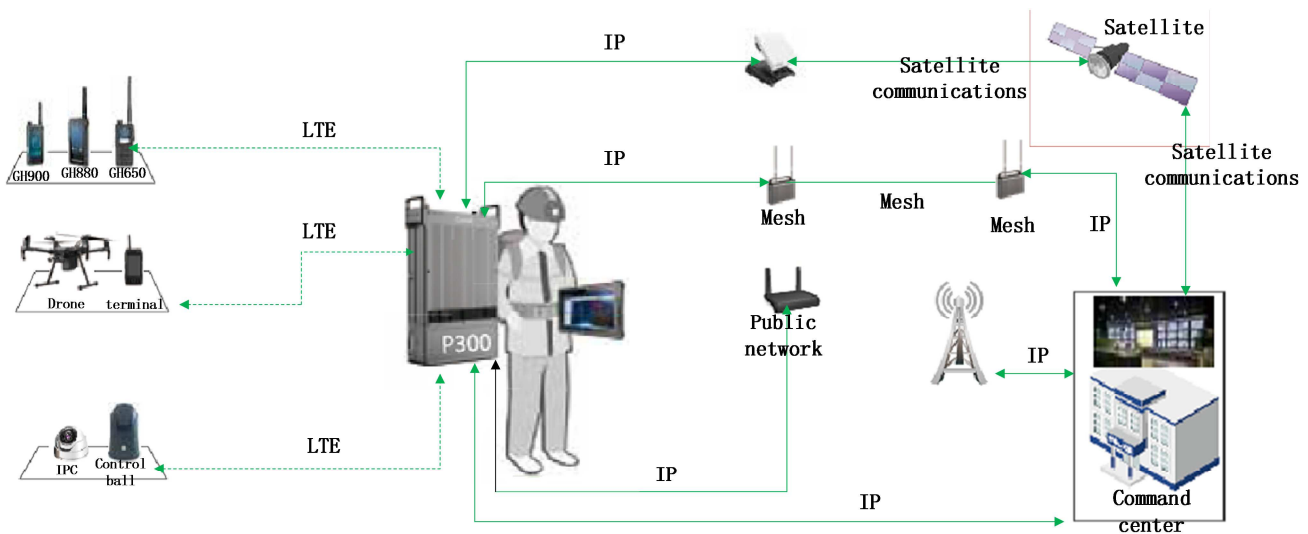 IP
Satellite
Satellite
communications
LTE
IP
Satellite
communications
GH900
GH880
GH650
Mesh
Mesh
Mesh
IP
LTE
Drone
terminal
Public
network
P300
IP
LTE
IPC
Control
ball
IP
IP
Command
center